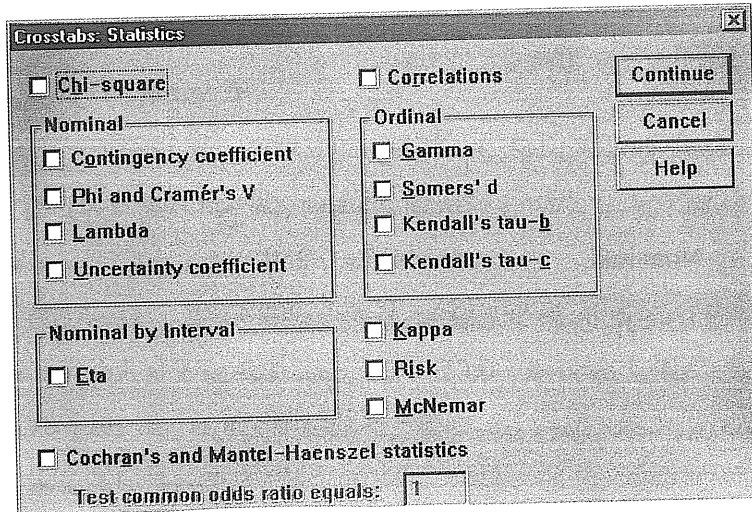 Crosstabs: Statistics
Chi-square
Correlations
Continue
Nominal
Contingency coefficient
Phi and Cramér's V
Lambda
Uncertainty coefficient
Ordinal
Gamma
Somers' d
Kendall's tau-b
Kendall's tau-c
Cancel
Help
Nominal by Interval
Eta
Kappa
Risk
McNemar
Cochran's and Mantel-Haenszel statistics
Test common odds ratio equals: 1